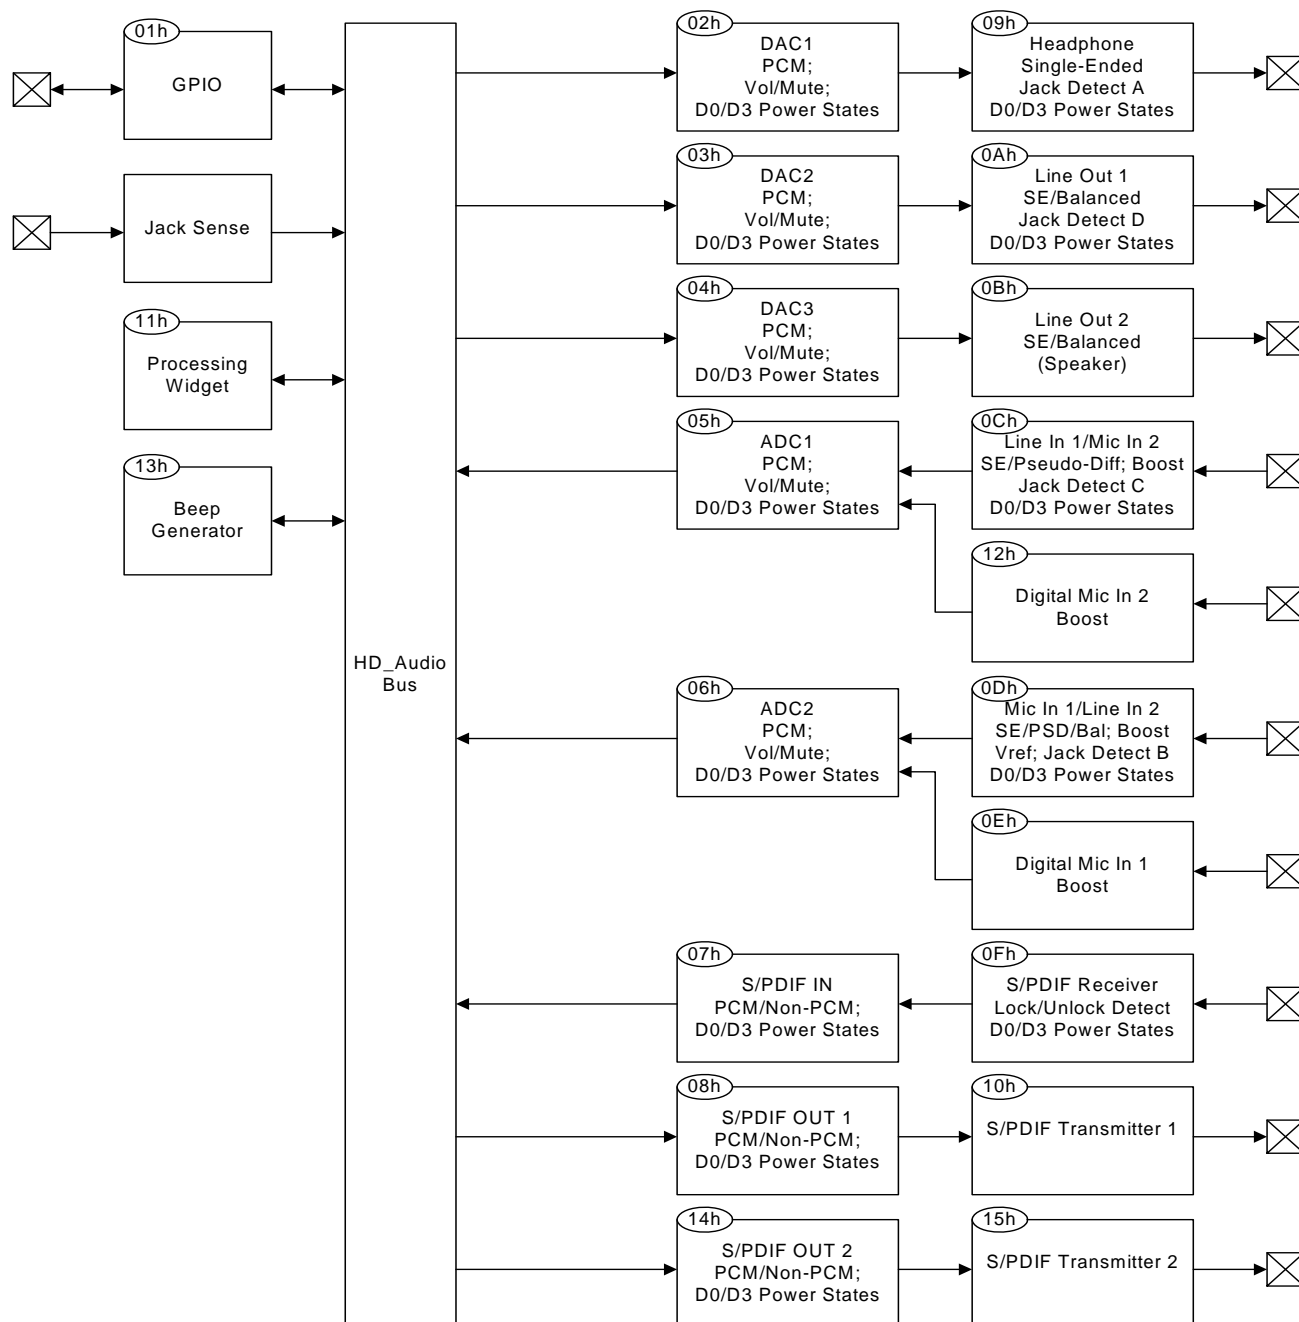 01h
GPIO
Jack Sense
11h
Processing
Widget
13h
Beep
Generator
HD_Audio
Bus
02h
DAC1
PCM;
Vol/Mute;
D0/D3 Power States
09h
Headphone
Single-Ended
Jack Detect A
D0/D3 Power States
03h
DAC2
PCM;
Vol/Mute;
D0/D3 Power States
0Ah
Line Out 1
SE/Balanced
Jack Detect D
D0/D3 Power States
04h
DAC3
PCM;
Vol/Mute;
D0/D3 Power States
0Bh
Line Out 2
SE/Balanced
(Speaker)
05h
ADC1
PCM;
Vol/Mute;
D0/D3 Power States
0Ch
Line In 1/Mic In 2
SE/Pseudo-Diff; Boost
Jack Detect C
D0/D3 Power States
12h
Digital Mic In 2
Boost
06h
ADC2
PCM;
Vol/Mute;
D0/D3 Power States
0Dh
Mic In 1/Line In 2
SE/PSD/Bal; Boost
Vref; Jack Detect B
D0/D3 Power States
0Eh
Digital Mic In 1
Boost
07h
S/PDIF IN
PCM/Non-PCM;
D0/D3 Power States
0Fh
S/PDIF Receiver
Lock/Unlock Detect
D0/D3 Power States
08h
S/PDIF OUT 1
PCM/Non-PCM;
D0/D3 Power States
10h
S/PDIF Transmitter 1
14h
S/PDIF OUT 2
PCM/Non-PCM;
D0/D3 Power States
15h
S/PDIF Transmitter 2